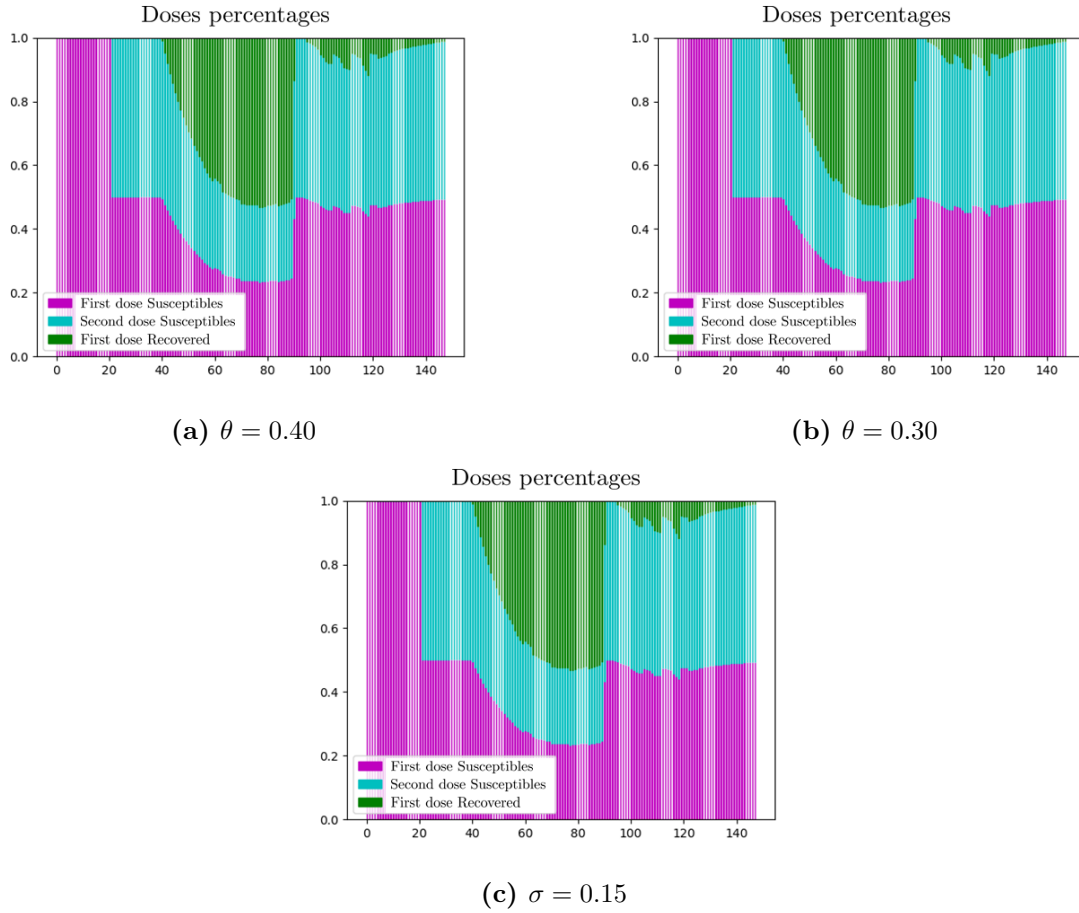 Doses percentages
1.0
0.8
0.6
0.4
0.2
0.0
First dose Susceptibles
Second dose Susceptibles
First dose Recovered
0 20 40 60 80 100 120 140
(a) θ = 0.40
Doses percentages
1.0
0.8
0.6
0.4
0.2
0.0
First dose Susceptibles
Second dose Susceptibles
First dose Recovered
0 20 40 60 80 100 120 140
(b) θ = 0.30
Doses percentages
1.0
0.8
0.6
0.4
0.2
0.0
First dose Susceptibles
Second dose Susceptibles
First dose Recovered
0 20 40 60 80 100 120 140
(c) σ = 0.15